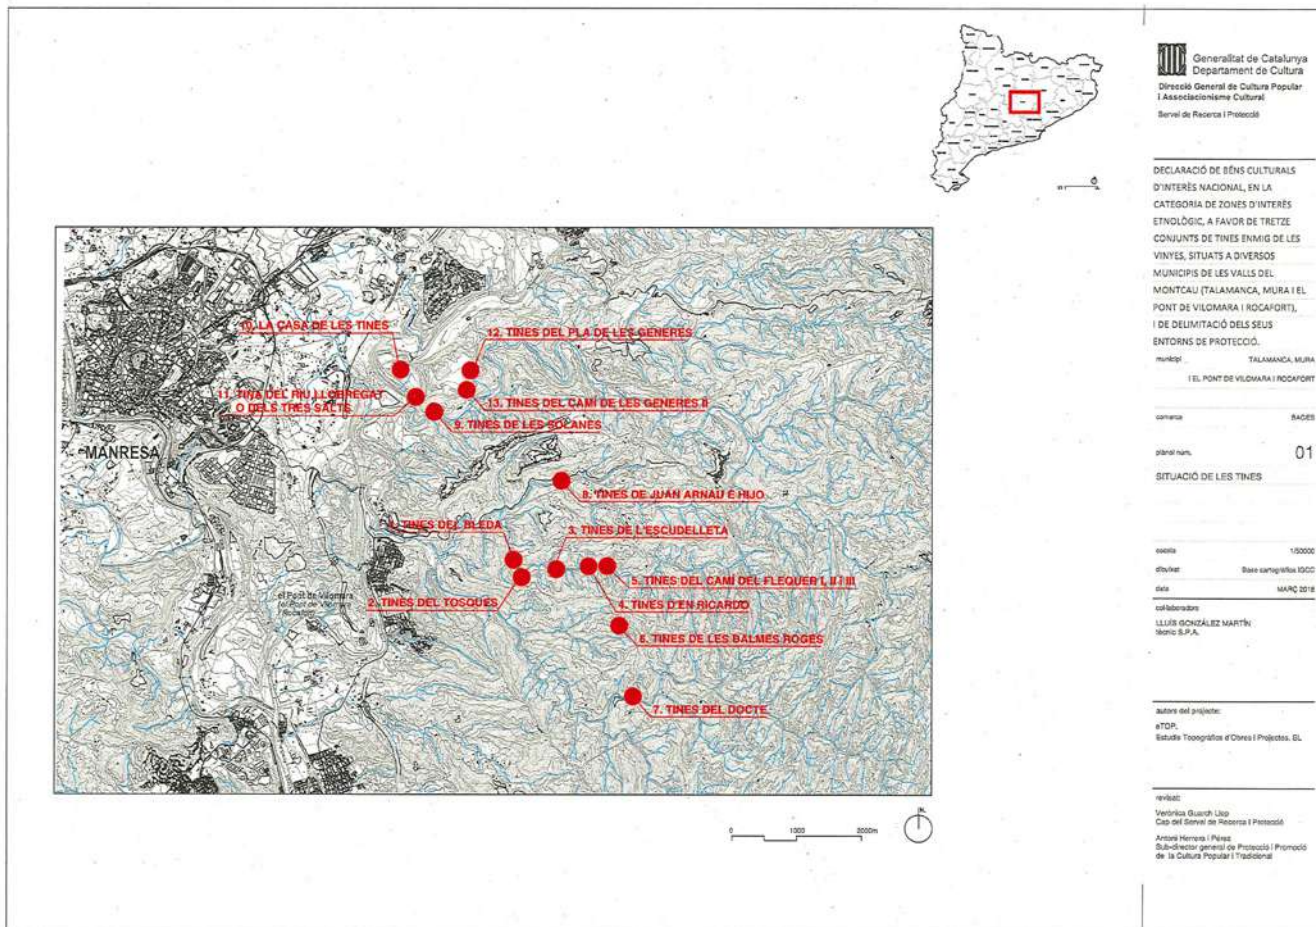 Generalitat de Catalunya
Departament de Cultura
Direcció General de Cultura Popular
i Associacionisme Cultural
Servei de Recerca i Protecció
DECLARACIÓ DE BÉNS CULTURALS
D'INTERÈS NACIONAL, EN LA
CATEGORIA DE ZONES D'INTERÈS
ETNOLÒGIC, A FAVOR DE TRETZE
CONJUNTS DE TINES ENMIG DE LES
VINYES, SITUATS A DIVERSOS
MUNICIPIS DE LES VALLS DEL
MONTCAU (TALAMANCA, MURA I EL
PONT DE VILOMARA I ROCAFORT),
I DE DELIMITACIÓ DELS SEUS
ENTORNS DE PROTECCIÓ.
municipi TALAMANCA, MURA
I EL PONT DE VILOMARA I ROCAFORT
comarca BAGES
plànol núm. 01
SITUACIÓ DE LES TINES
escala 1/50000
dibuixat Base cartogràfica ICGC
data MARÇ 2018
col·laboradors
LLUÍS GONZÁLEZ MARTÍN
tècnic S.P.A.
autors del projecte:
eTOP,
Estudis Topogràfics d'Obres i Projectes, SL
revisat:
Verònica Guarch Llop
Cap del Servei de Recerca i Protecció
Antoni Herrera i Pérez
Sub-director general de Protecció i Promoció
de la Cultura Popular i Tradicional
10. LA CASA DE LES TINES
12. TINES DEL PLA DE LES GENERES
11. TINA DEL RIU LLOBREGAT
O DELS TRES SALTS
13. TINES DEL CAMÍ DE LES GENERES II
9. TINES DE LES SOLANES
MANRESA
8. TINES DE JUAN ARNAU E HIJO
1. TINES DEL BLEDA
3. TINES DE L'ESCUDELLETA
5. TINES DEL CAMÍ DEL FLEQUER I, II I III
el Pont de Vilomara
(el Pont de Vilomara
i Rocafort)
2. TINES DEL TOSQUES
4. TINES D'EN RICARDO
6. TINES DE LES BALMES ROGES
7. TINES DEL DOCTE
0 1000 2000m
N.